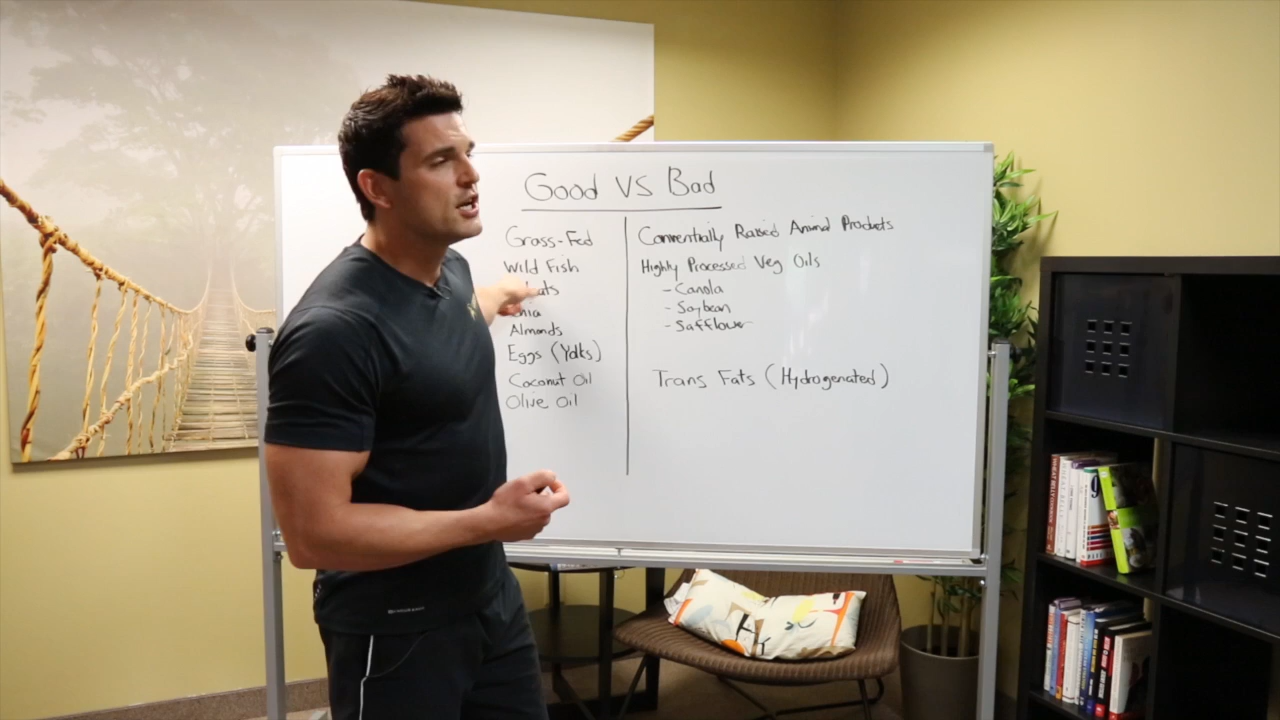 Good VS Bad
Grass-Fed
Wild Fish
Almonds
Eggs (Yolks)
Coconut Oil
Olive Oil
Conventially Raised Animal Products
Highly Processed Veg Oils
- Canola
- Soybean
- Safflower
Trans Fats (Hydrogenated)